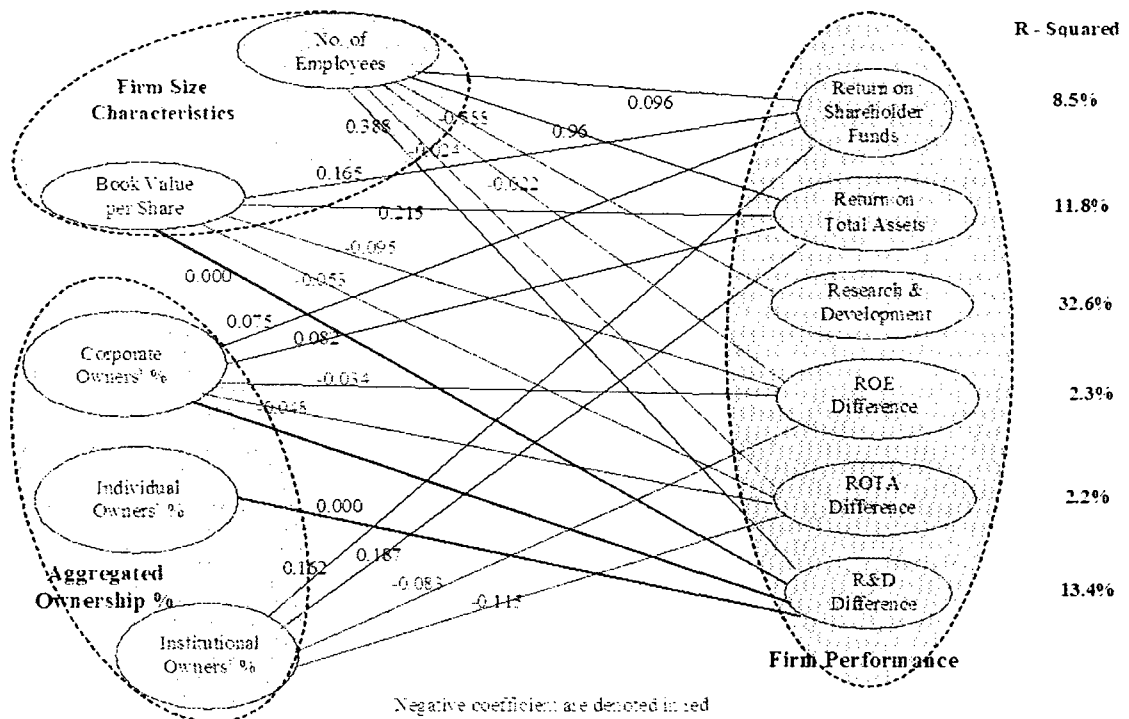 R - Squared
No. of
Employees
Firm Size
Characteristics
Return on
Shareholder
Funds
8.5%
0.096
0.388
0.96
Book Value
per Share
0.165
-0.022
0.215
Return on
Total Assets
11.8%
-0.095
0.000
-0.053
Research &
Development
32.6%
0.075
0.082
Corporate
Owners' %
-0.034
ROE
Difference
2.3%
Individual
Owners' %
0.000
ROTA
Difference
2.2%
Aggregated
Ownership %
0.162
0.187
-0.083
-0.115
R&D
Difference
13.4%
Institutional
Owners' %
Firm Performance
Negative coefficient are denoted in red